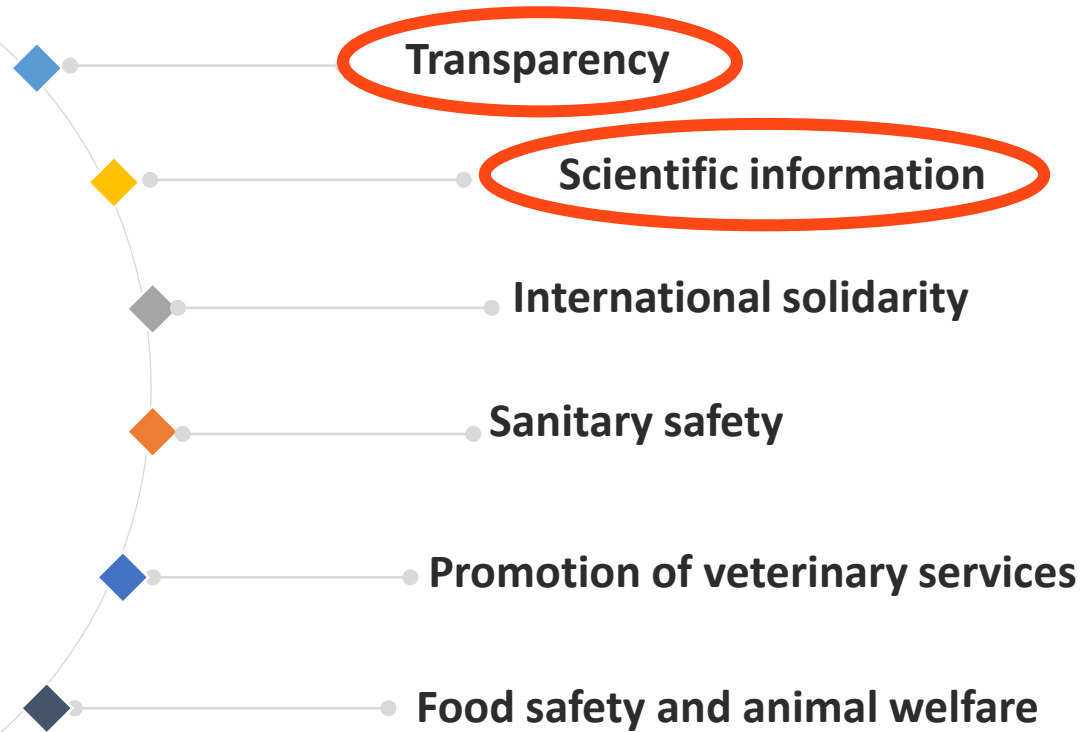 Transparency
Scientific information
International solidarity
Sanitary safety
Promotion of veterinary services
Food safety and animal welfare